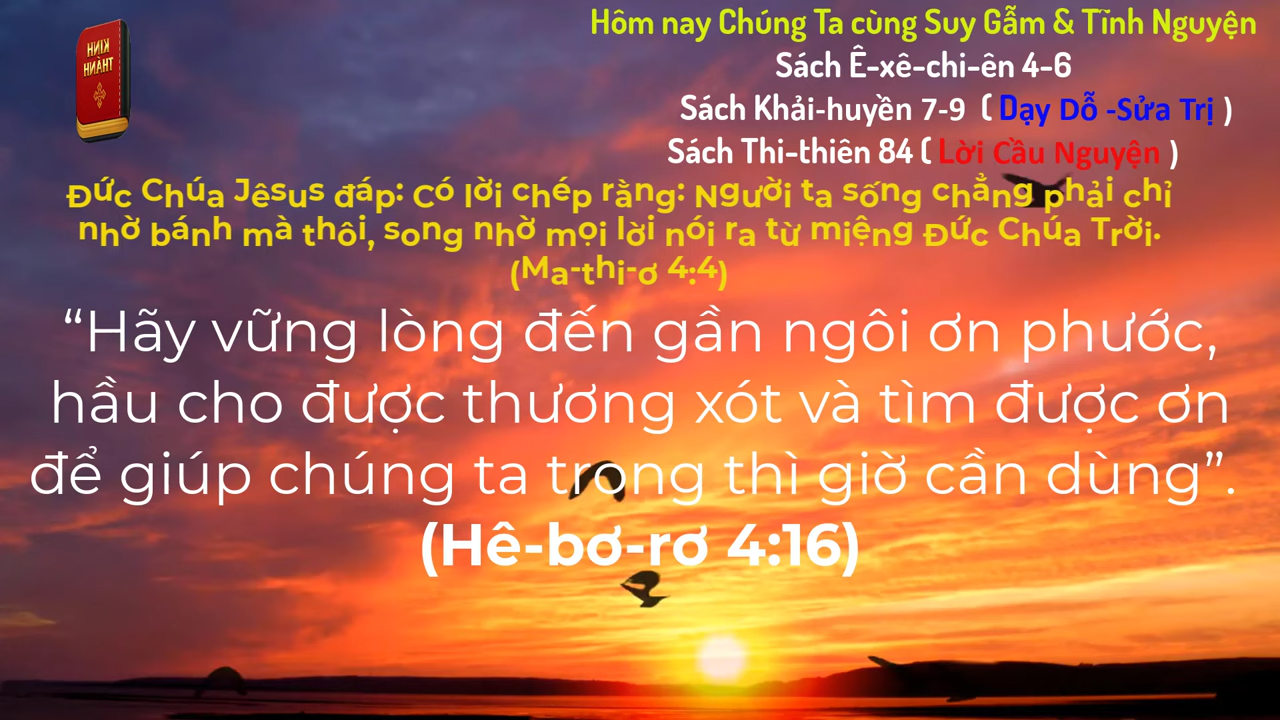 KINH
THÁNH
Hôm nay Chúng Ta cùng Suy Gẫm & Tĩnh Nguyện
Sách Ê-xê-chi-ên 4-6
Sách Khải-huyền 7-9 ( Dạy Dỗ -Sửa Trị )
Sách Thi-thiên 84 ( Lời Cầu Nguyện )
Đức Chúa Jêsus đáp: Có lời chép rằng: Người ta sống chẳng phải chỉ
nhờ bánh mà thôi, song nhờ mọi lời nói ra từ miệng Đức Chúa Trời.
(Ma-thi-ơ 4:4)
“Hãy vững lòng đến gần ngôi ơn phước,
hầu cho được thương xót và tìm được ơn
để giúp chúng ta trong thì giờ cần dùng”.
(Hê-bơ-rơ 4:16)